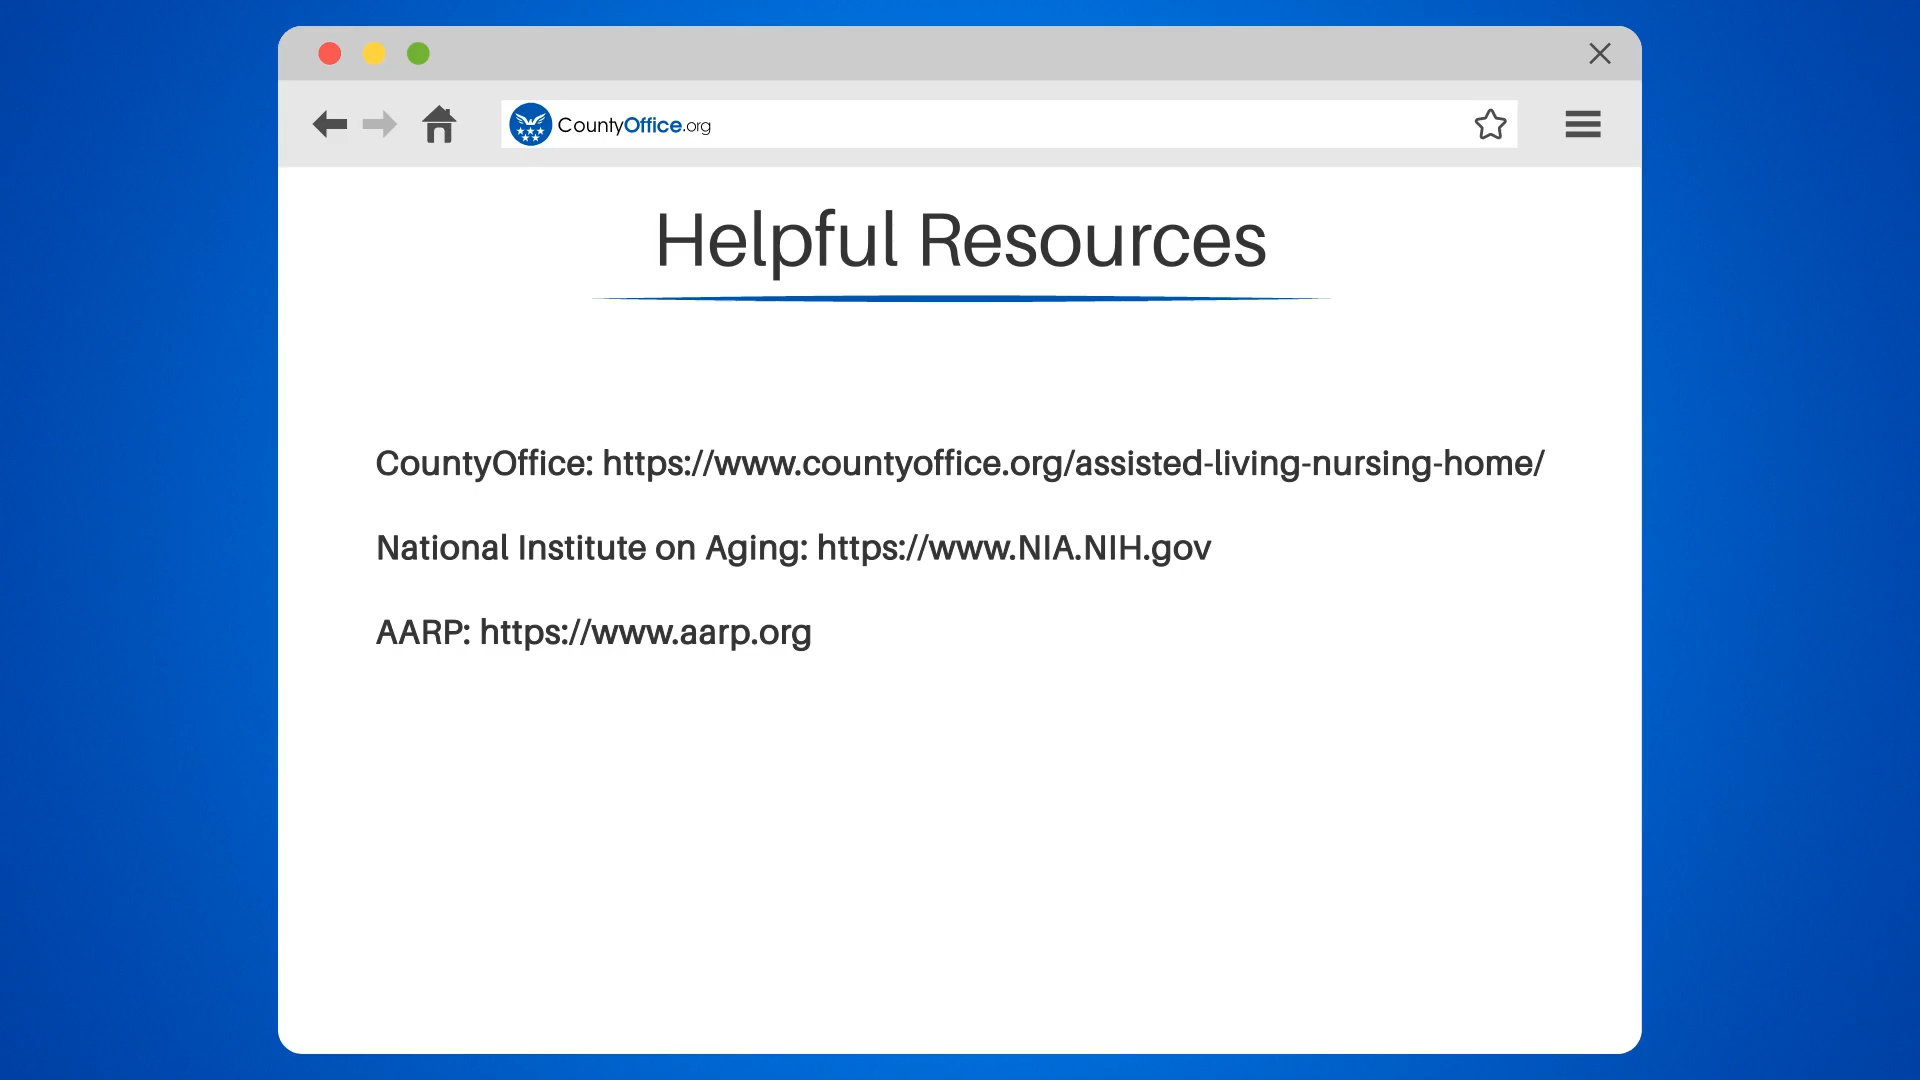 CountyOffice.org
Helpful Resources
CountyOffice: https://www.countyoffice.org/assisted-living-nursing-home/
National Institute on Aging: https://www.NIA.NIH.gov
AARP: https://www.aarp.org